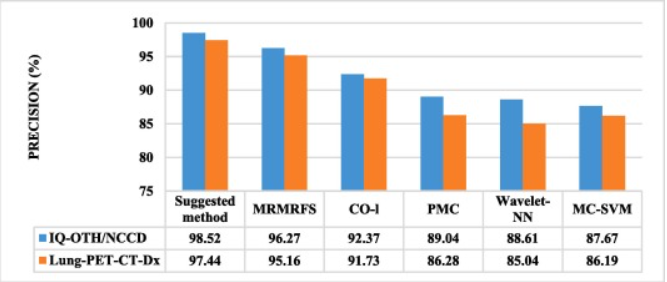 100
95
90
85
80
75
PRECISION (%)
Suggested method MRMRFS CO-l PMC Wavelet-NN MC-SVM
IQ-OTH/NCCD 98.52 96.27 92.37 89.04 88.61 87.67
Lung-PET-CT-Dx 97.44 95.16 91.73 86.28 85.04 86.19